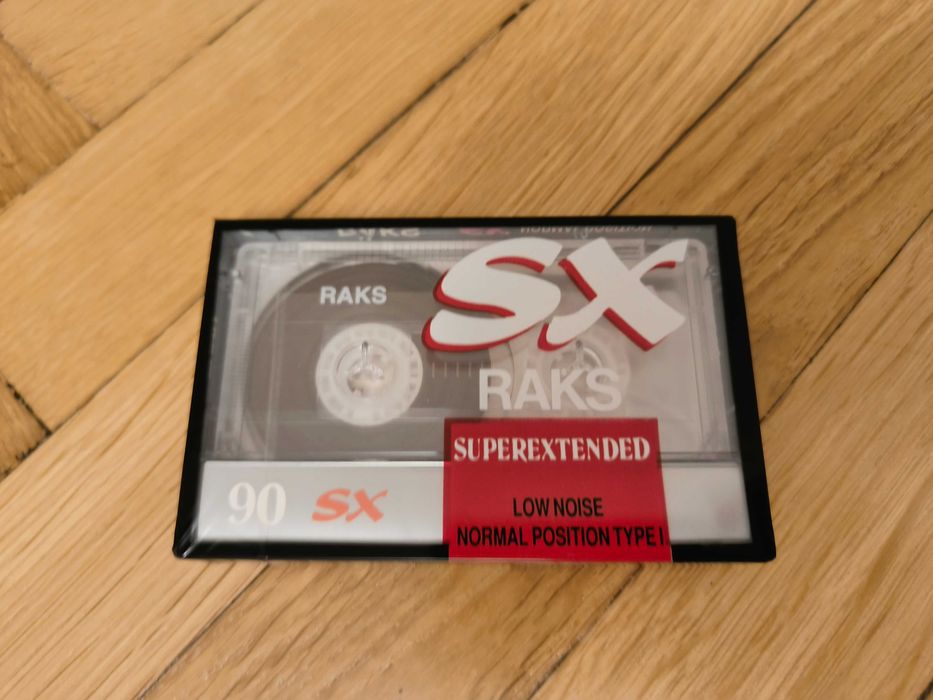 SX
RAKS
RAKS
SUPEREXTENDED
90 SX
LOW NOISE
NORMAL POSITION TYPE I